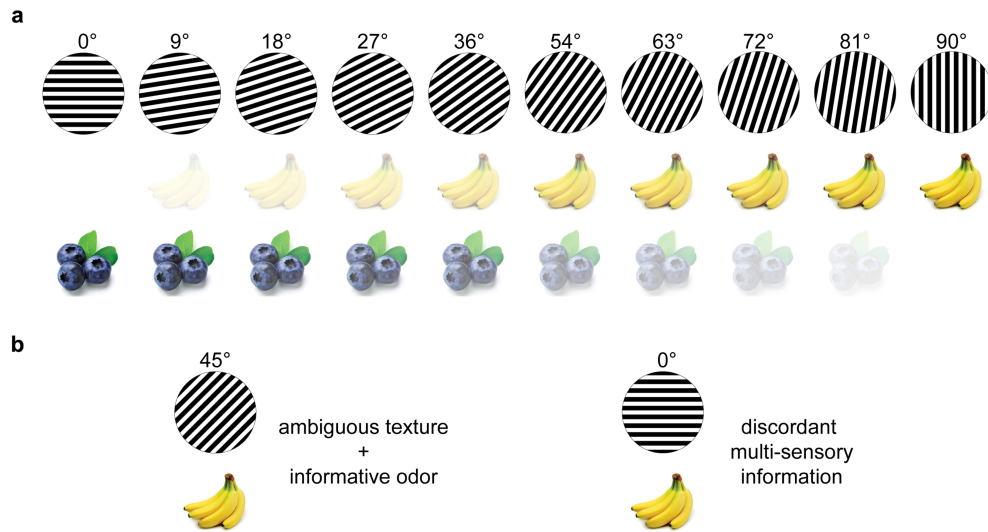 a
0° 9° 18° 27° 36° 54° 63° 72° 81° 90°
b
45°
ambiguous texture
+
informative odor
0°
discordant
multi-sensory
information